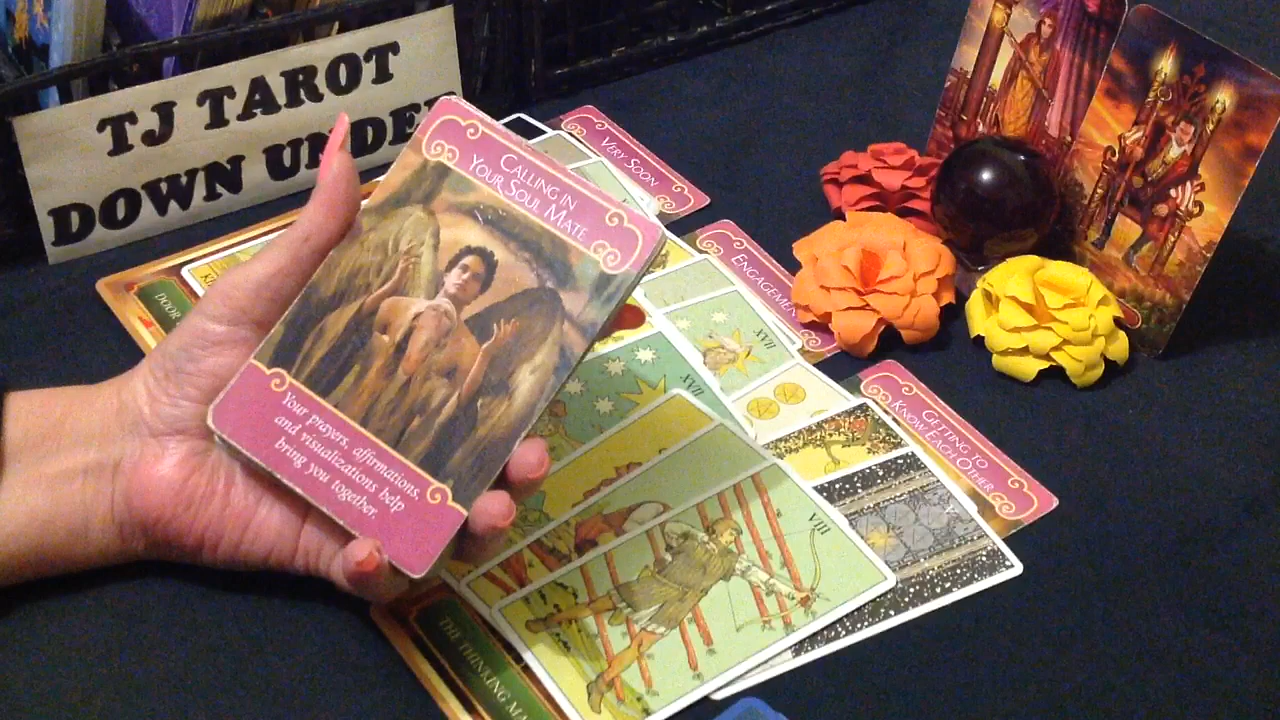 TJ TAROT
DOWN UNDER
CALLING IN
YOUR SOUL MATE
Your prayers, affirmations,
and visualizations help
bring you together.
VERY SOON
ENGAGEMENT
GETTING TO
KNOW EACH OTHER
XVII
XVII
VIII
V
DOOR
THE THINKING MA